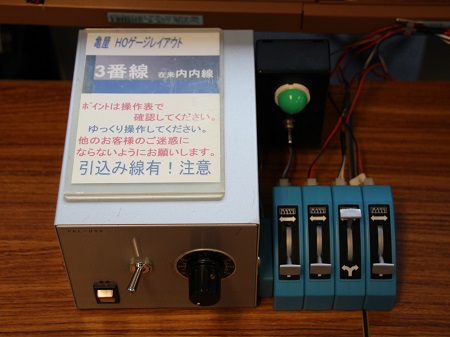 亀屋 HOゲージレイアウト
3番線 在来内内線
ポイントは操作表で
確認してください。
ゆっくり操作してください。
他のお客様のご迷惑に
ならないようにお願いします。
引込み線有！注意